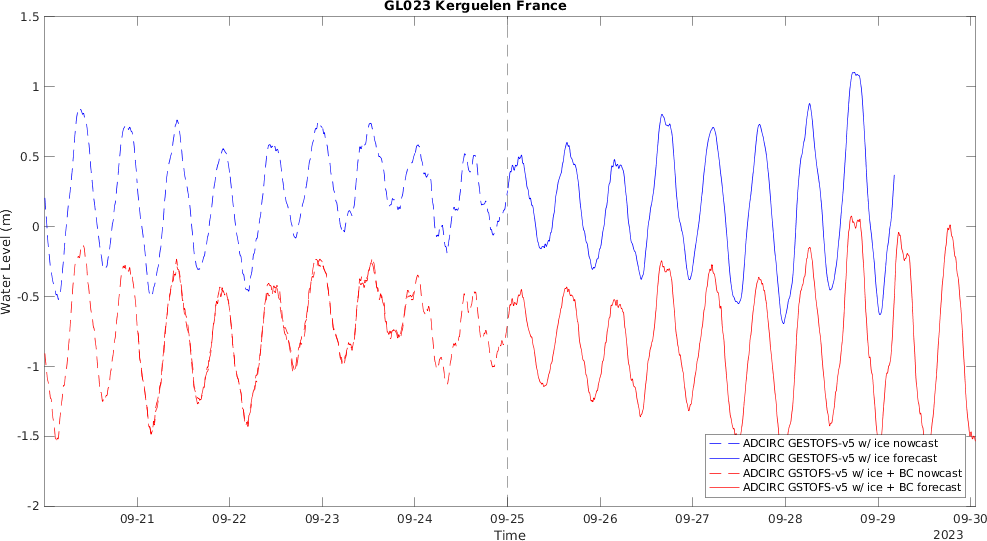 GL023 Kerguelen France
1.5
1
0.5
0
-0.5
-1
-1.5
-2
Water Level (m)
ADCIRC GESTOFS-v5 w/ ice nowcast
ADCIRC GESTOFS-v5 w/ ice forecast
ADCIRC GSTOFS-v5 w/ ice + BC nowcast
ADCIRC GSTOFS-v5 w/ ice + BC forecast
09-21 09-22 09-23 09-24 09-25 09-26 09-27 09-28 09-29 09-30
Time
2023